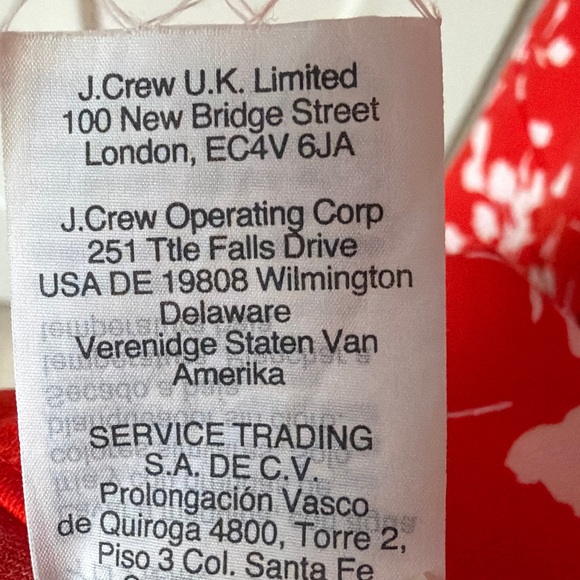 J.Crew U.K. Limited
100 New Bridge Street
London, EC4V 6JA
J.Crew Operating Corp
251 Ttle Falls Drive
USA DE 19808 Wilmington
Delaware
Verenidge Staten Van
Amerika
SERVICE TRADING
S.A. DE C.V.
Prolongación Vasco
de Quiroga 4800, Torre 2,
Piso 3 Col. Santa Fe